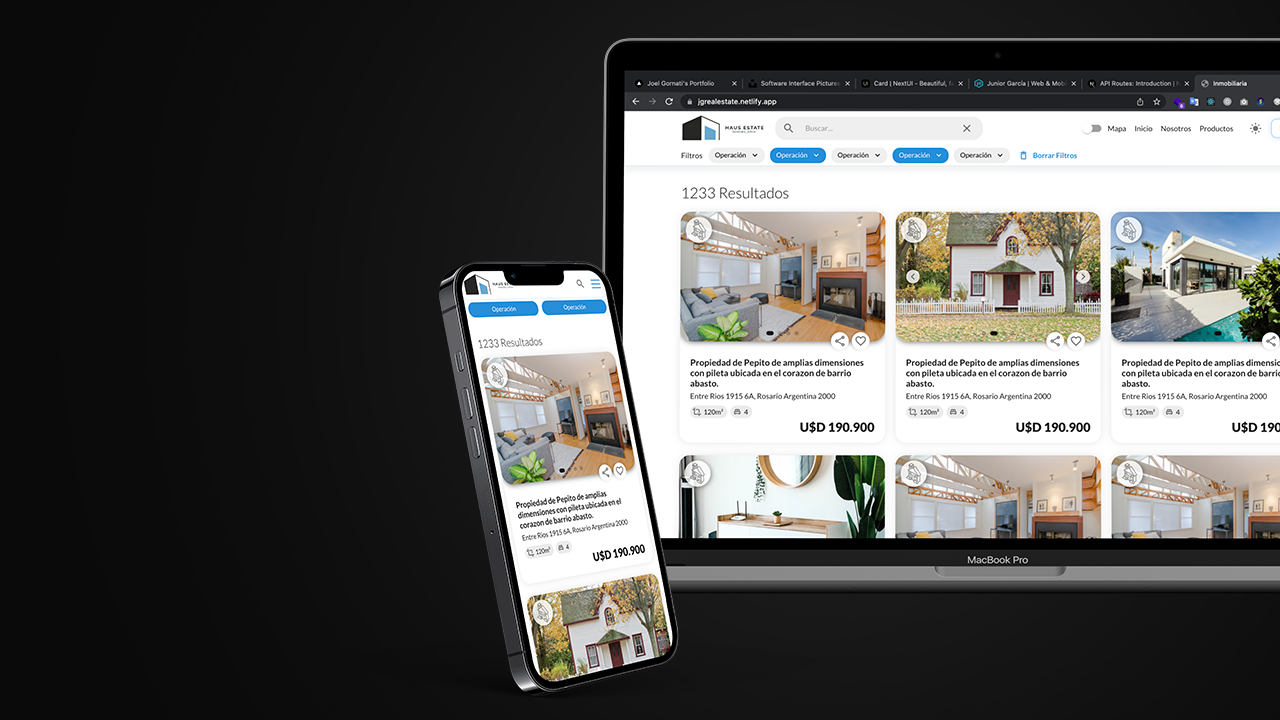 Joel Gornati's Portfolio
Software Interface Pictures
Card | NextUI - Beautiful, f
Junior García | Web & Mob
API Routes: Introduction |
Inmobiliaria
jgrealestate.netlify.app
HAUS ESTATE
Buscar...
Mapa
Inicio
Nosotros
Productos
Filtros
Operación
Operación
Operación
Operación
Operación
Borrar Filtros
1233 Resultados
Propiedad de Pepito de amplias dimensiones
con pileta ubicada en el corazon de barrio
abasto.
Entre Rios 1915 6A, Rosario Argentina 2000
120m²
4
U$D 190.900
Propiedad de Pepito de amplias dimensiones
con pileta ubicada en el corazon de barrio
abasto.
Entre Rios 1915 6A, Rosario Argentina 2000
120m²
4
U$D 190.900
Propiedad de Pepito de amplias dimens
con pileta ubicada en el corazon de barri
abasto.
Entre Rios 1915 6A, Rosario Argentina 2000
120m²
4
U$D 190
MacBook Pro
HAUS
Operación
Operación
1233 Resultados
Propiedad de Pepito de amplias
dimensiones con pileta ubicada en el
corazon de barrio abasto.
Entre Rios 1915 6A, Rosario Argentina 2000
120m²
4
U$D 190.900